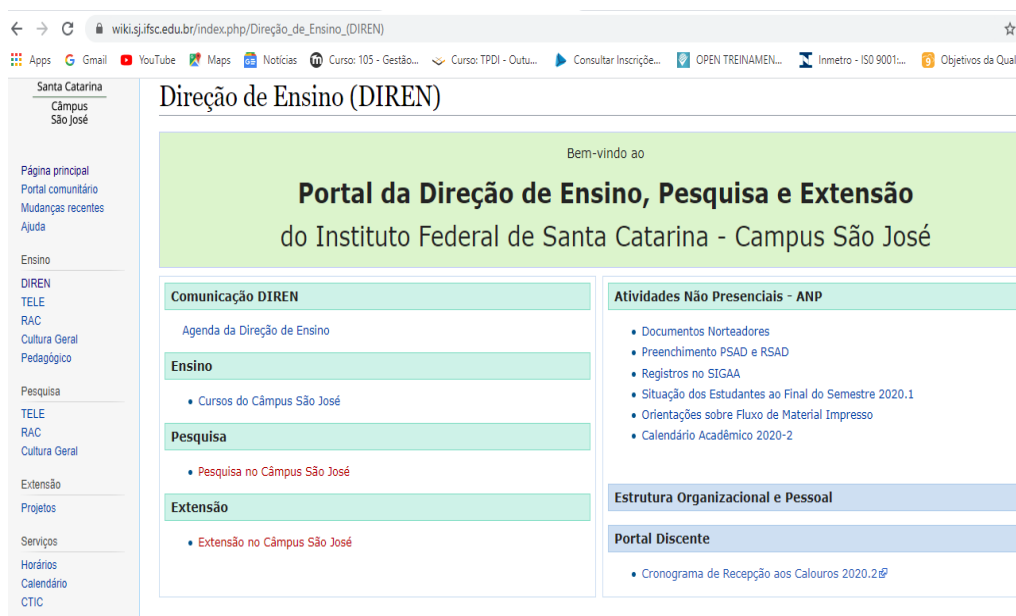 wiki.sj.ifsc.edu.br/index.php/Direção_de_Ensino_(DIREN)
Apps Gmail YouTube Maps Notícias Curso: 105 - Gestão... Curso: TPDI - Outu... Consultar Inscriçõe... OPEN TREINAMEN... Inmetro - IS0 9001:... Objetivos da Qual
Santa Catarina
Câmpus
São José
Página principal
Portal comunitário
Mudanças recentes
Ajuda
Ensino
DIREN
TELE
RAC
Cultura Geral
Pedagógico
Pesquisa
TELE
RAC
Cultura Geral
Extensão
Projetos
Serviços
Horários
Calendário
CTIC
Direção de Ensino (DIREN)
Bem-vindo ao
Portal da Direção de Ensino, Pesquisa e Extensão
do Instituto Federal de Santa Catarina - Campus São José
Comunicação DIREN
Agenda da Direção de Ensino
Ensino
• Cursos do Câmpus São José
Pesquisa
• Pesquisa no Câmpus São José
Extensão
• Extensão no Câmpus São José
Atividades Não Presenciais - ANP
• Documentos Norteadores
• Preenchimento PSAD e RSAD
• Registros no SIGAA
• Situação dos Estudantes ao Final do Semestre 2020.1
• Orientações sobre Fluxo de Material Impresso
• Calendário Acadêmico 2020-2
Estrutura Organizacional e Pessoal
Portal Discente
• Cronograma de Recepção aos Calouros 2020.2